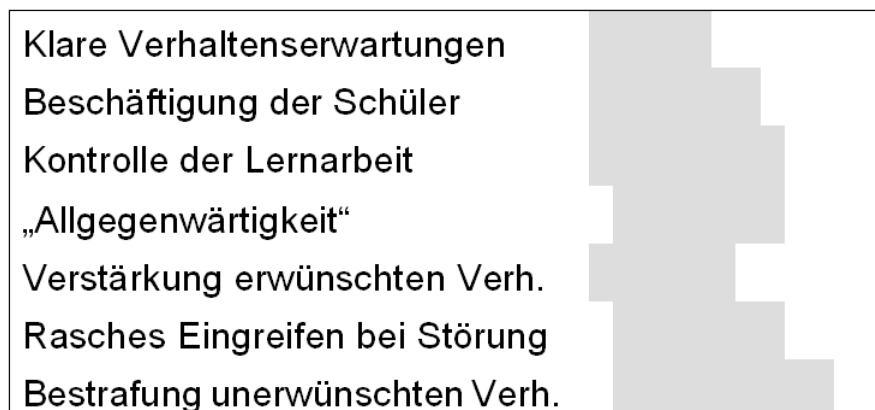 Klare Verhaltenserwartungen
Beschäftigung der Schüler
Kontrolle der Lernarbeit
„Allgegenwärtigkeit“
Verstärkung erwünschten Verh.
Rasches Eingreifen bei Störung
Bestrafung unerwünschten Verh.